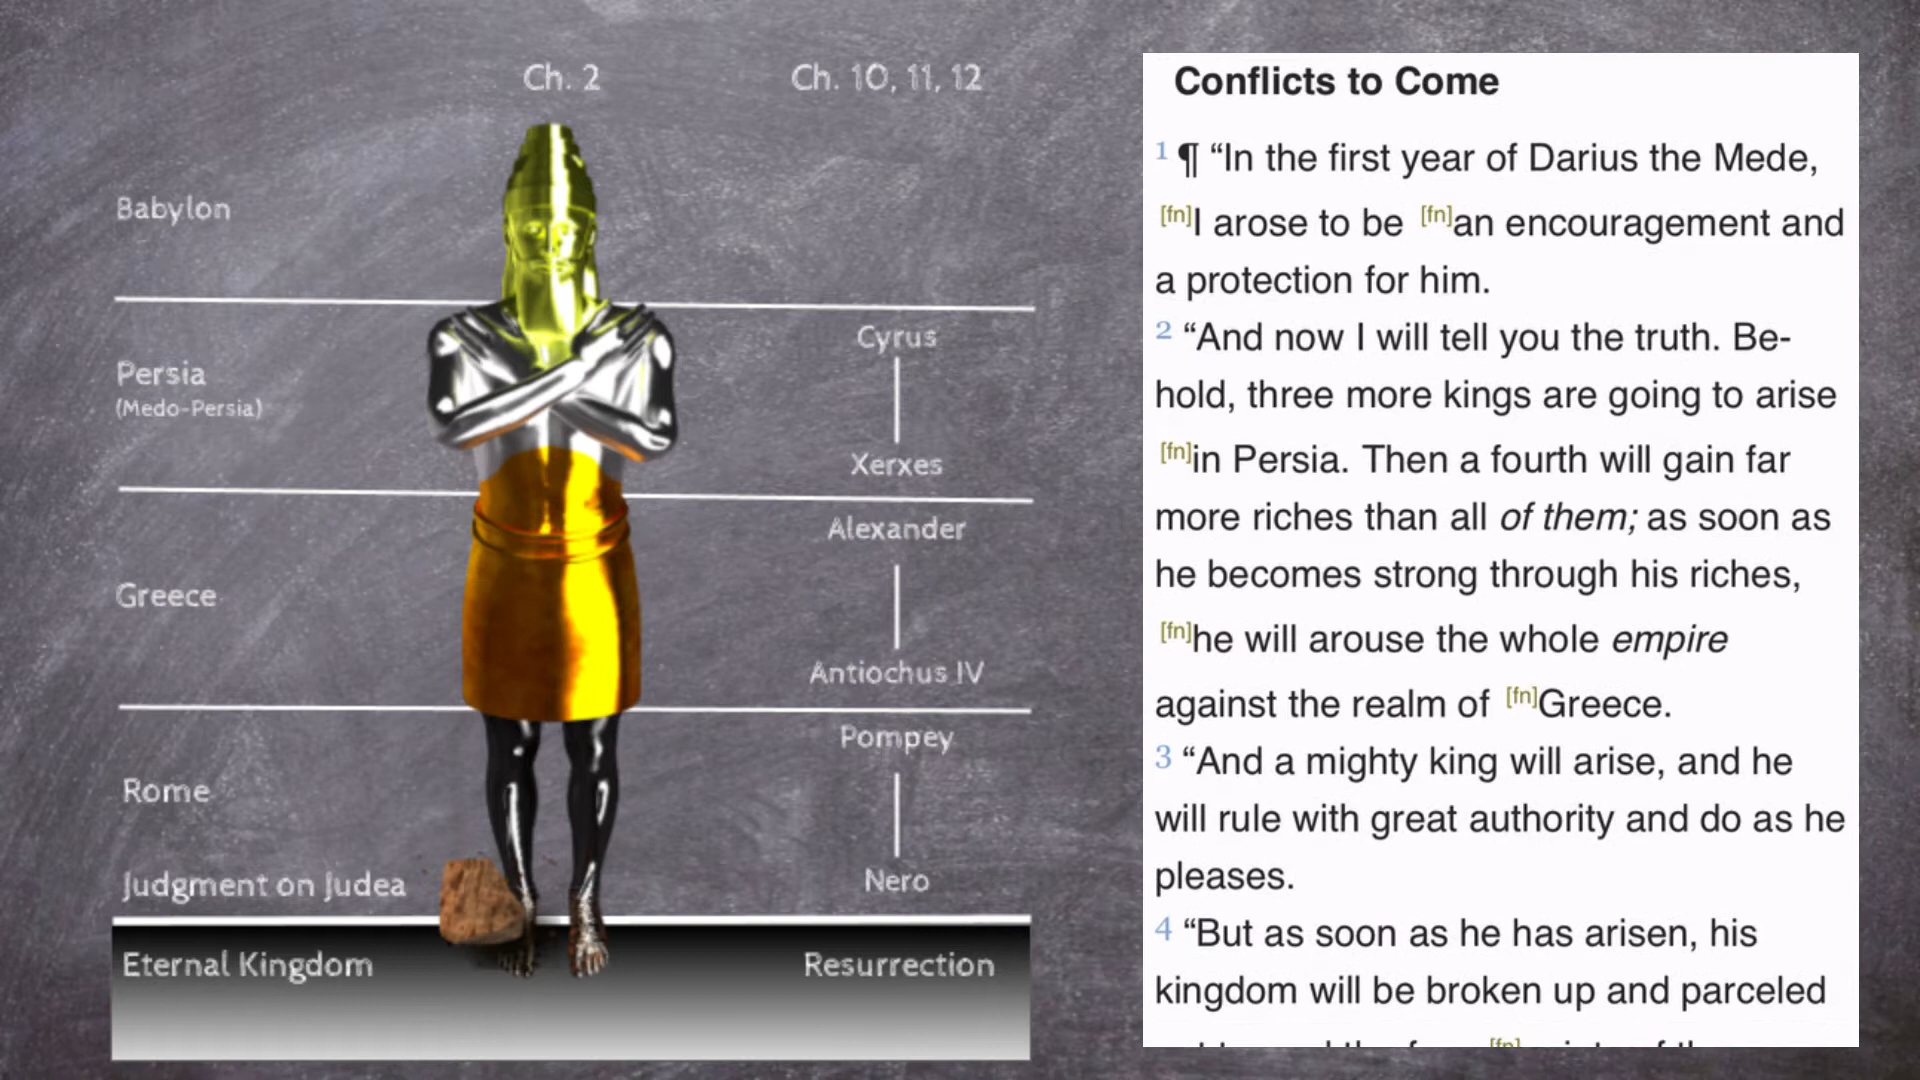 Ch. 2
Ch. 10, 11, 12
Babylon
Persia
(Medo-Persia)
Greece
Rome
Judgment on Judea
Eternal Kingdom
Cyrus
Xerxes
Alexander
Antiochus IV
Pompey
Nero
Resurrection
Conflicts to Come
1 ¶ “In the first year of Darius the Mede,
[fn]I arose to be [fn]an encouragement and
a protection for him.
2 “And now I will tell you the truth. Be-
hold, three more kings are going to arise
[fn]in Persia. Then a fourth will gain far
more riches than all of them; as soon as
he becomes strong through his riches,
[fn]he will arouse the whole empire
against the realm of [fn]Greece.
3 “And a mighty king will arise, and he
will rule with great authority and do as he
pleases.
4 “But as soon as he has arisen, his
kingdom will be broken up and parceled